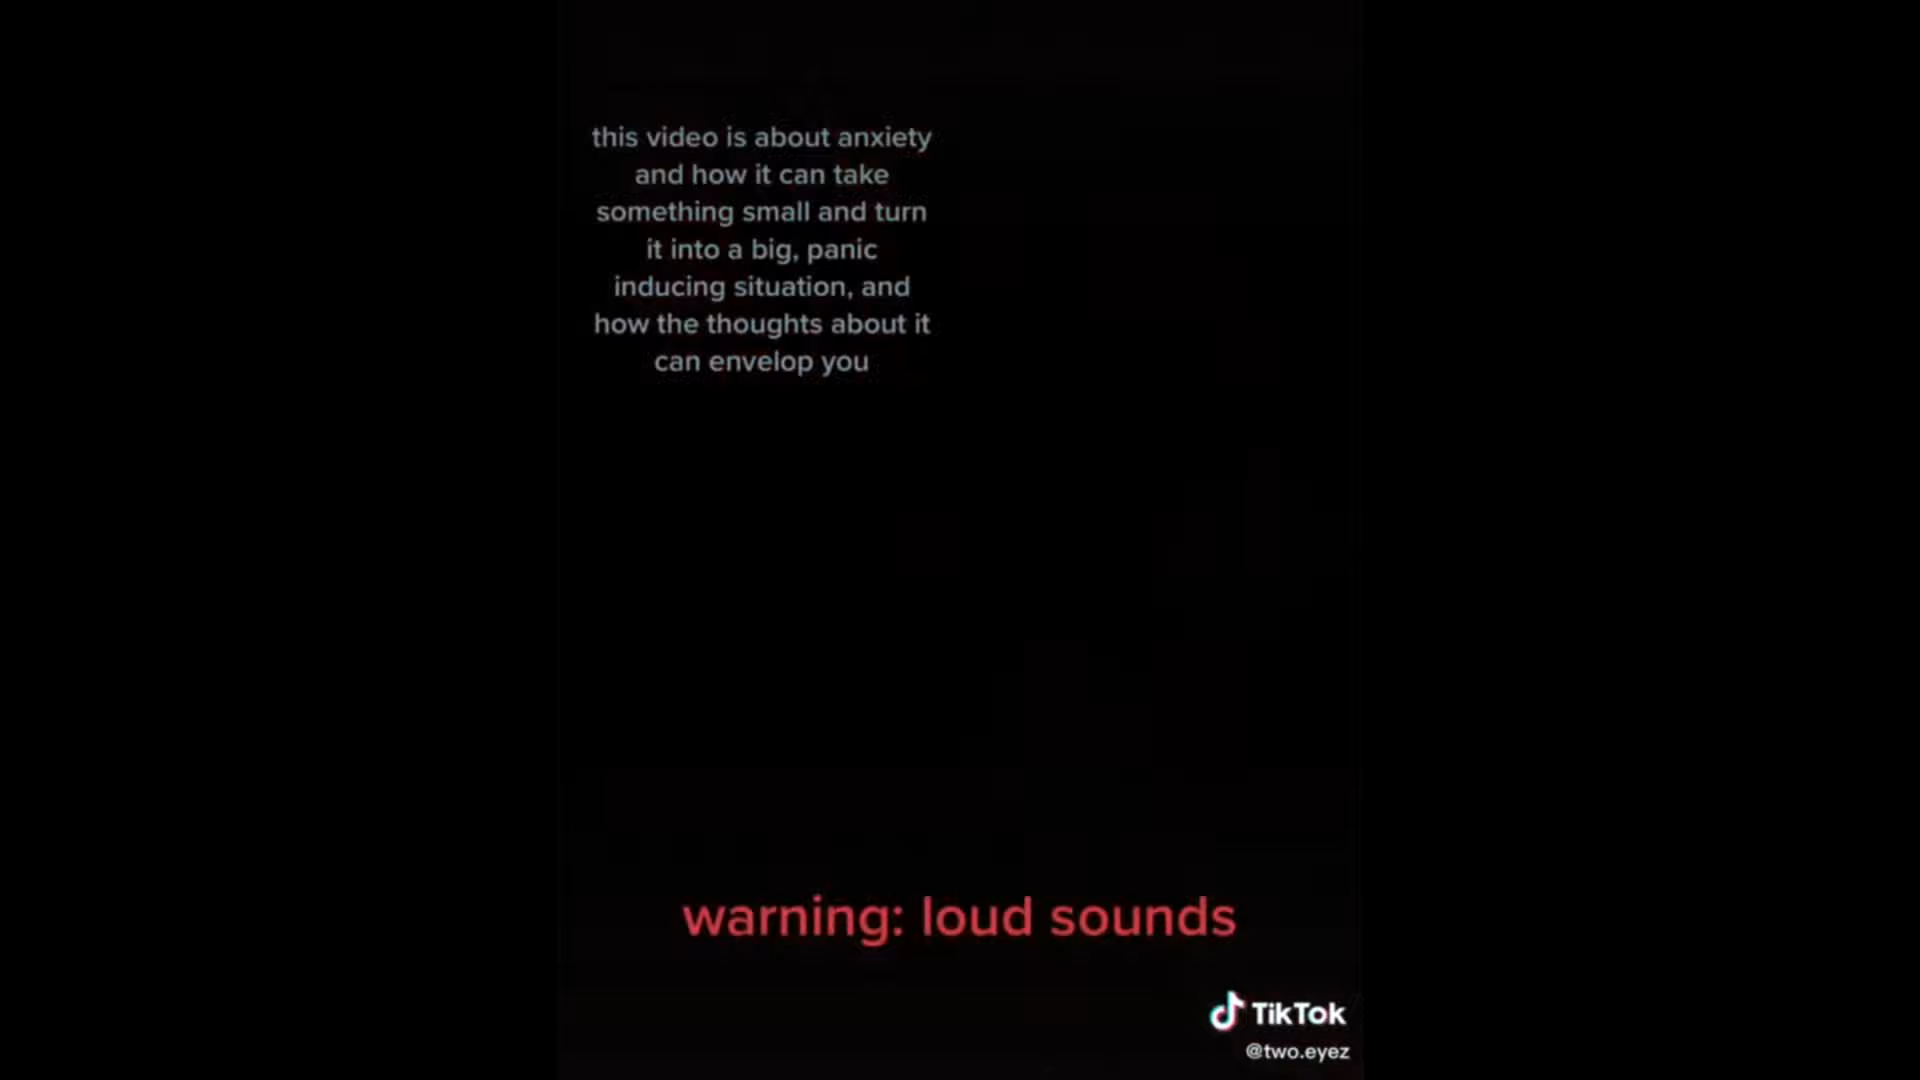 this video is about anxiety
and how it can take
something small and turn
it into a big, panic
inducing situation, and
how the thoughts about it
can envelop you
warning: loud sounds
TikTok
@two.eyez